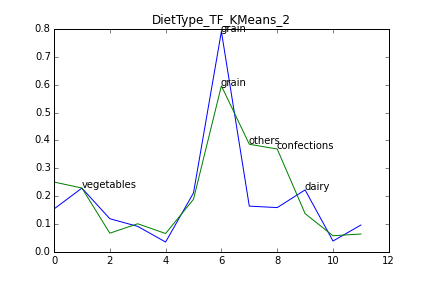 DietType_TF_KMeans_2
0.8
grain
0.7
0.6
grain
0.5
0.4
others
confections
0.3
vegetables
dairy
0.2
0.1
0.0
0 2 4 6 8 10 12